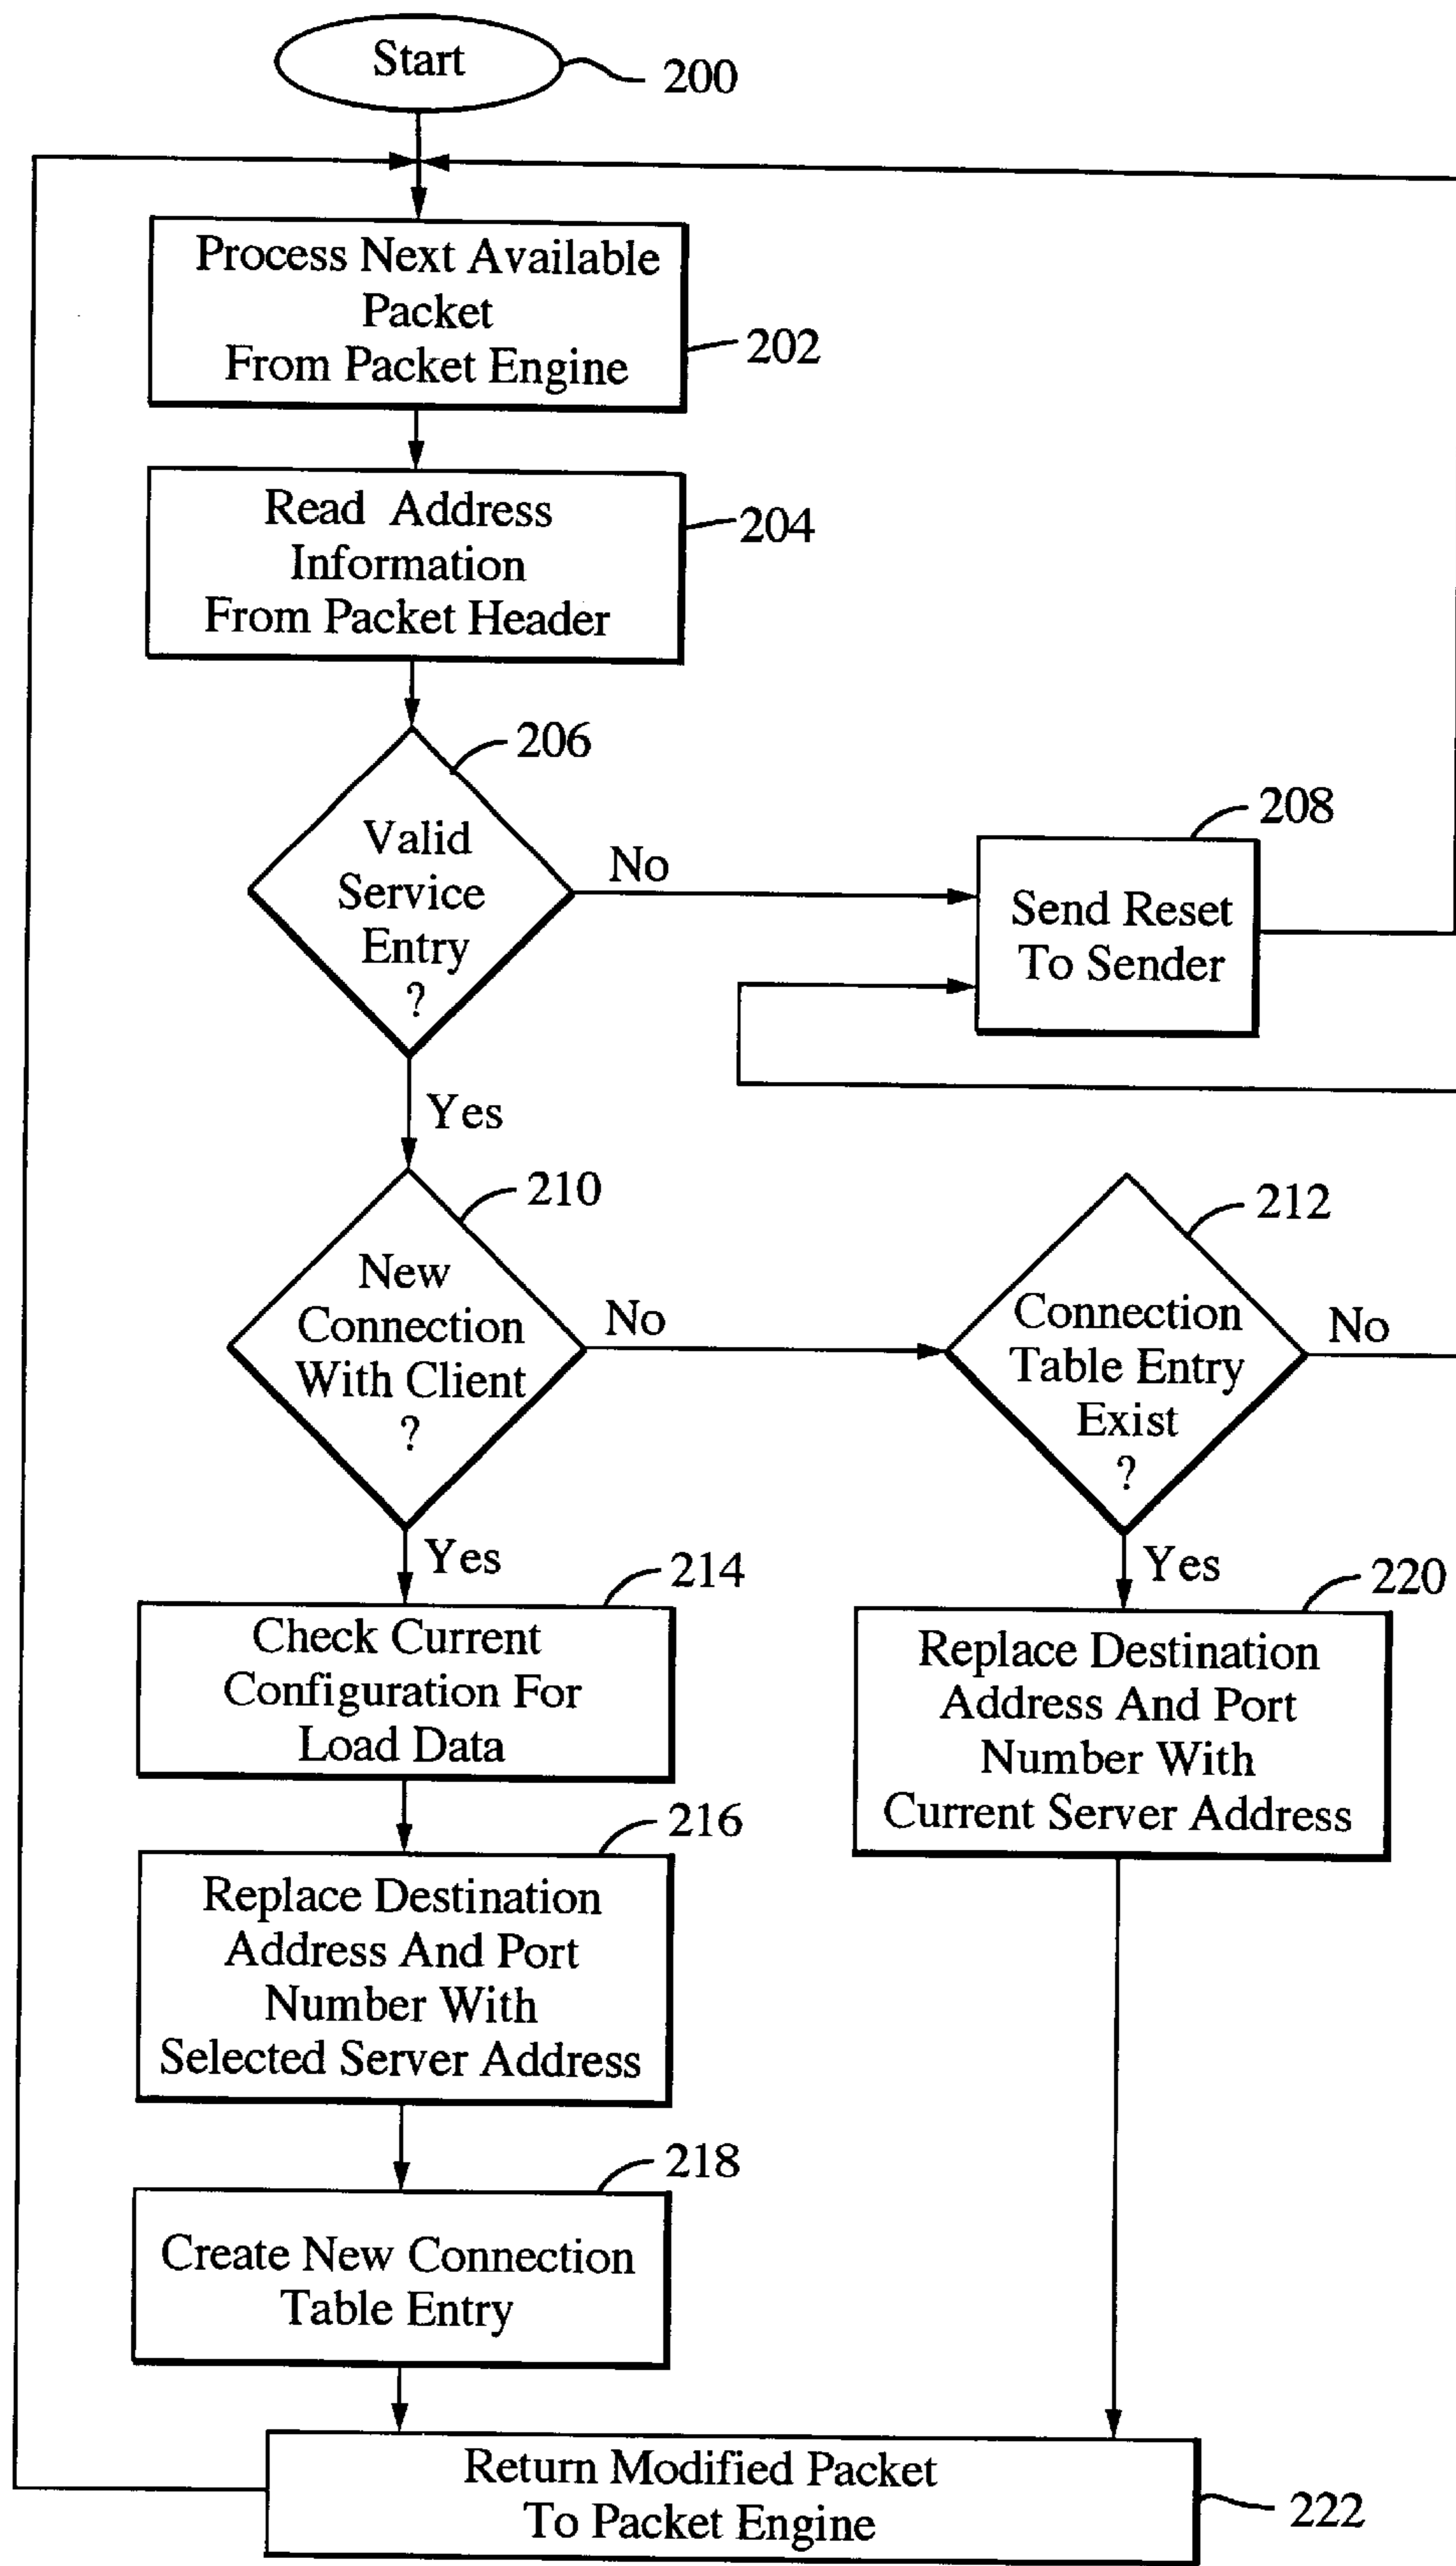 Start
200
Process Next Available
Packet
From Packet Engine
202
Read Address
Information
From Packet Header
204
206
Valid
Service
Entry
?
No
208
Send Reset
To Sender
Yes
210
New
Connection
With Client
?
No
212
Connection
Table Entry
Exist
?
No
Yes
214
Check Current
Configuration For
Load Data
Yes
220
Replace Destination
Address And Port
Number With
Current Server Address
216
Replace Destination
Address And Port
Number With
Selected Server Address
218
Create New Connection
Table Entry
Return Modified Packet
To Packet Engine
222